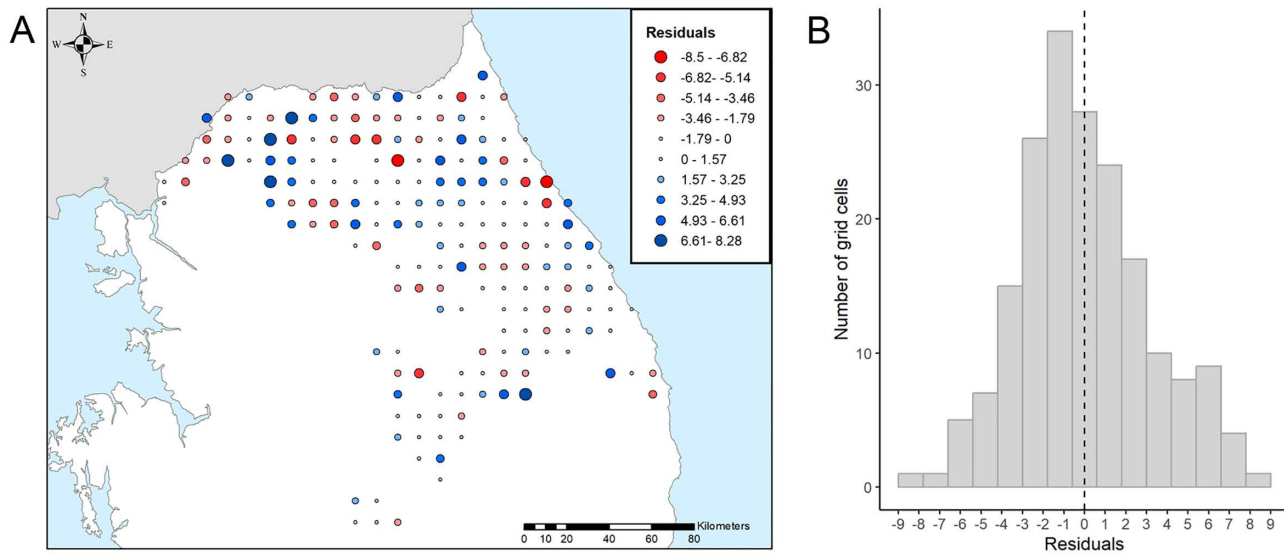 A
N
W E
S
Residuals
-8.5 - -6.82
-6.82- -5.14
-5.14 - -3.46
-3.46 - -1.79
-1.79 - 0
0 - 1.57
1.57 - 3.25
3.25 - 4.93
4.93 - 6.61
6.61- 8.28
Kilometers
0 10 20 40 60 80
B
Number of grid cells
30
20
10
0
-9 -8 -7 -6 -5 -4 -3 -2 -1 0 1 2 3 4 5 6 7 8 9
Residuals